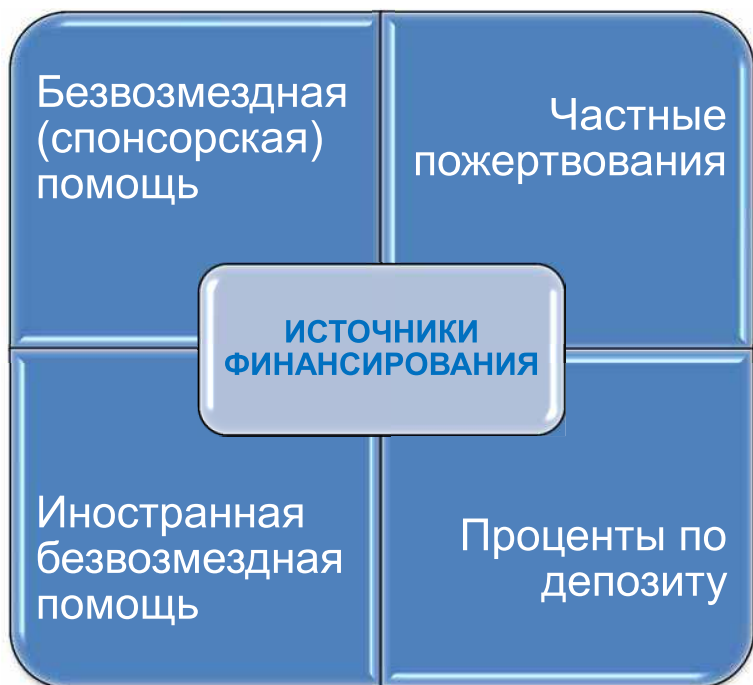 Безвозмездная
(спонсорская)
помощь
Частные
пожертвования
ИСТОЧНИКИ
ФИНАНСИРОВАНИЯ
Иностранная
безвозмездная
помощь
Проценты по
депозиту